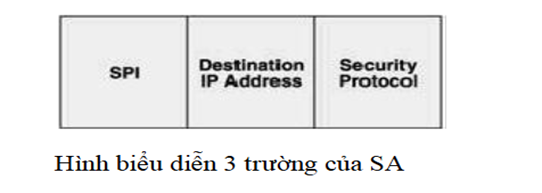 SPI
Destination
IP Address
Security
Protocol
Hình biểu diễn 3 trường của SA